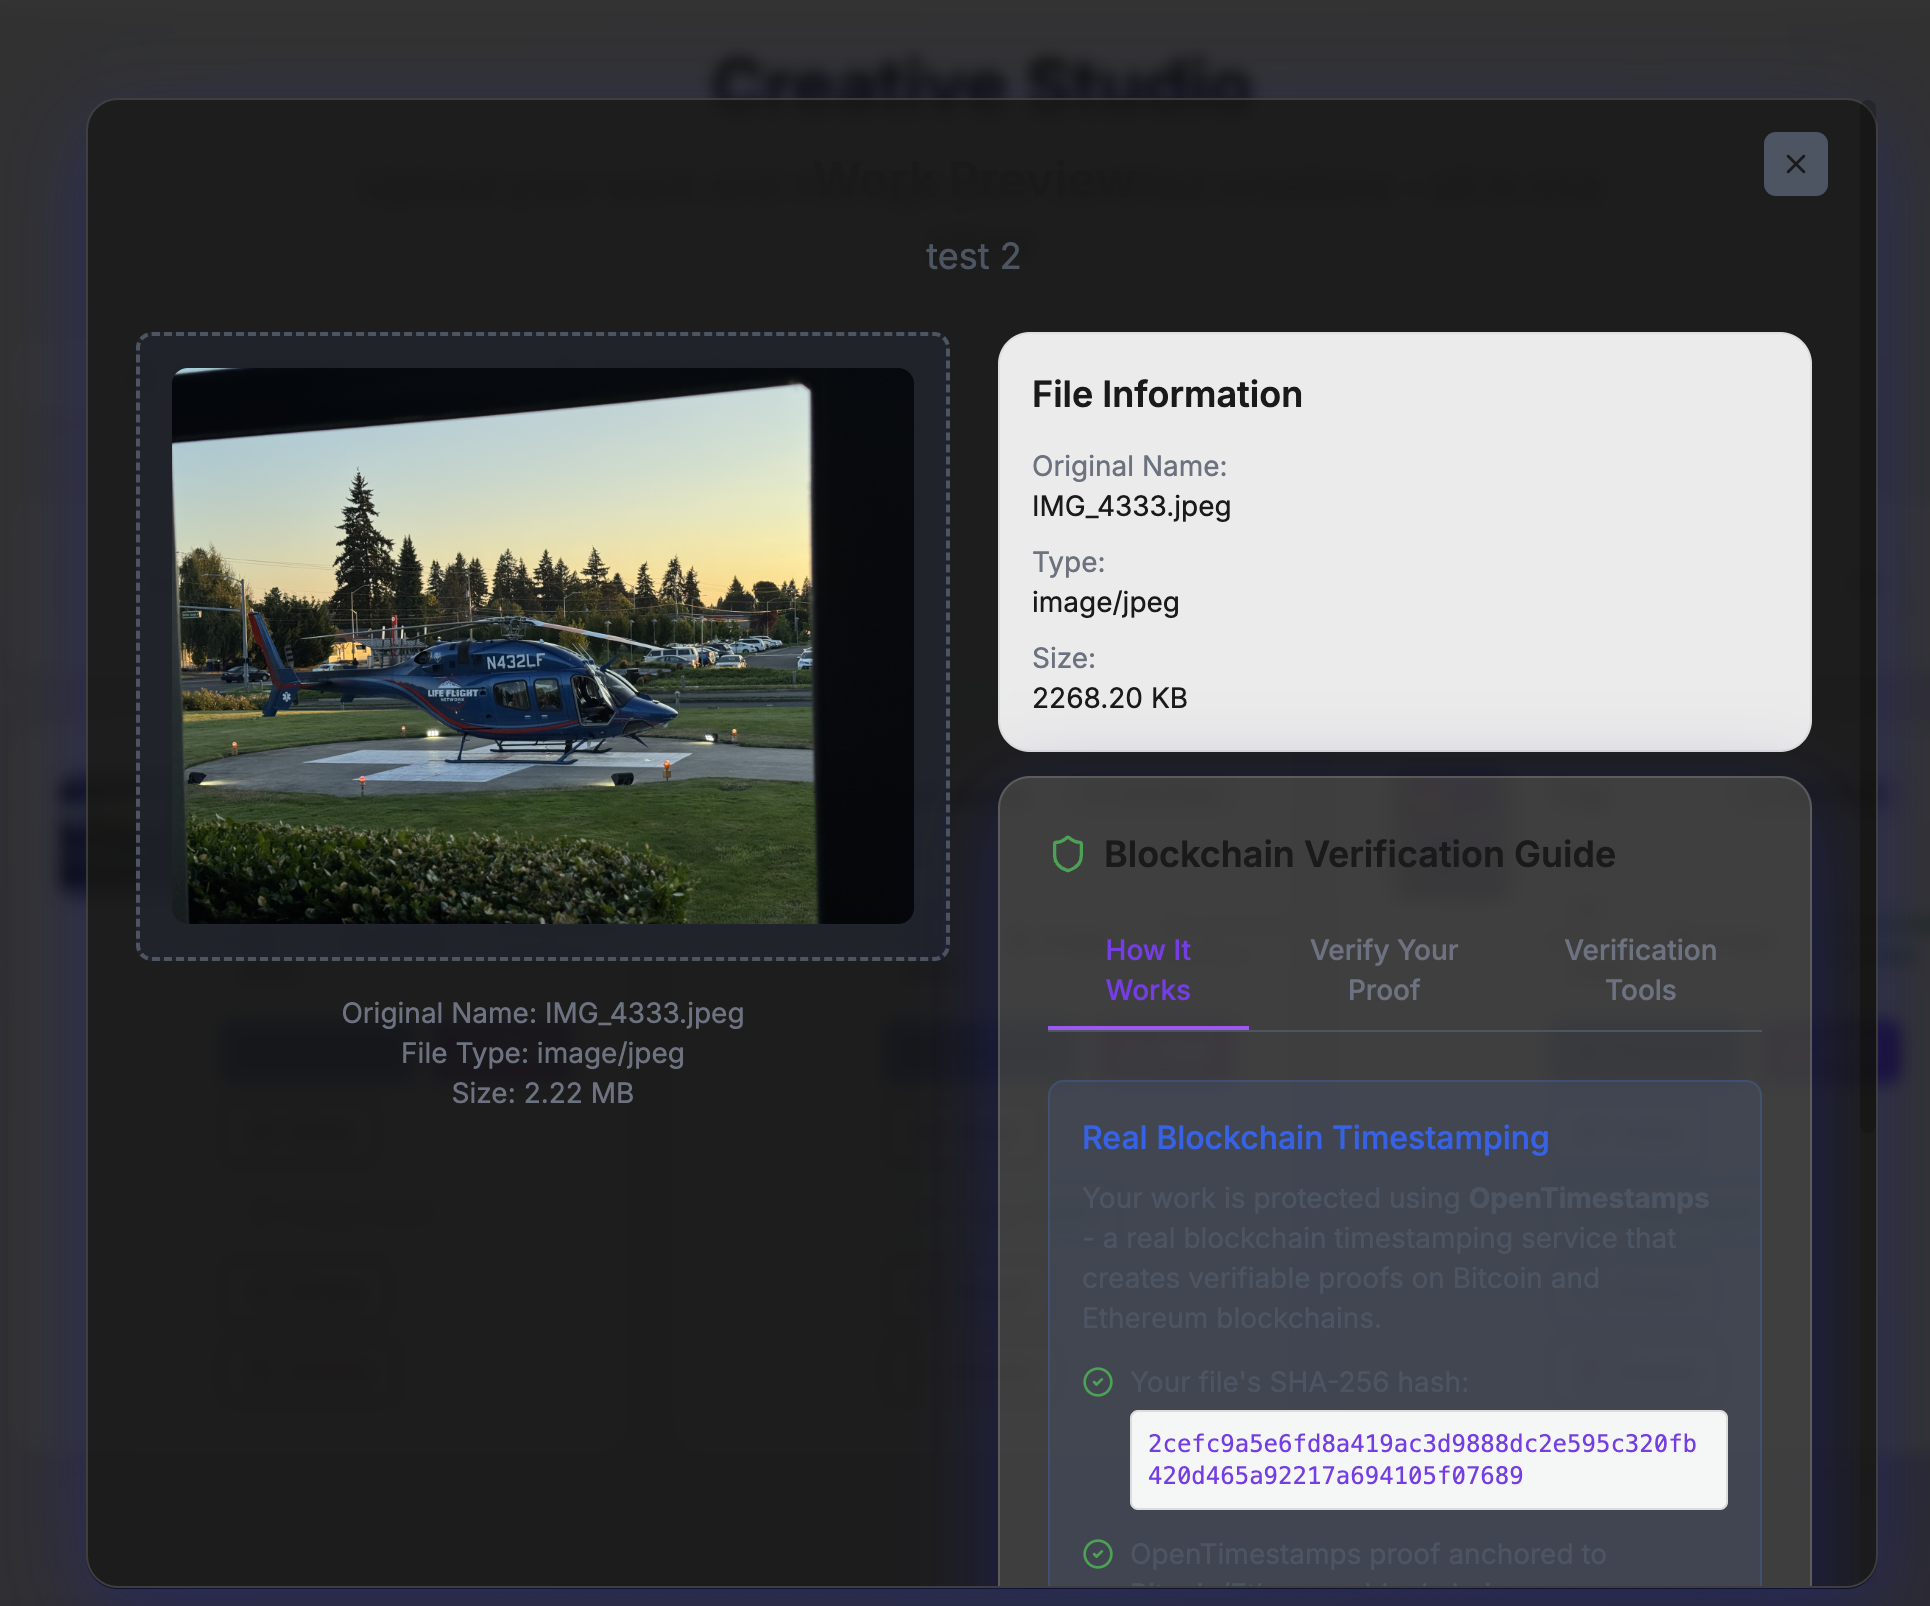 Creative Studio
Work Preview
test 2
N432LF
LIFE FLIGHT
NETWORK
Original Name: IMG_4333.jpeg
File Type: image/jpeg
Size: 2.22 MB
File Information
Original Name:
IMG_4333.jpeg
Type:
image/jpeg
Size:
2268.20 KB
Blockchain Verification Guide
How It
Works
Verify Your
Proof
Verification
Tools
Real Blockchain Timestamping
Your work is protected using OpenTimestamps
- a real blockchain timestamping service that
creates verifiable proofs on Bitcoin and
Ethereum blockchains.
Your file's SHA-256 hash:
2cefc9a5e6fd8a419ac3d9888dc2e595c320fb
420d465a92217a694105f07689
OpenTimestamps proof anchored to